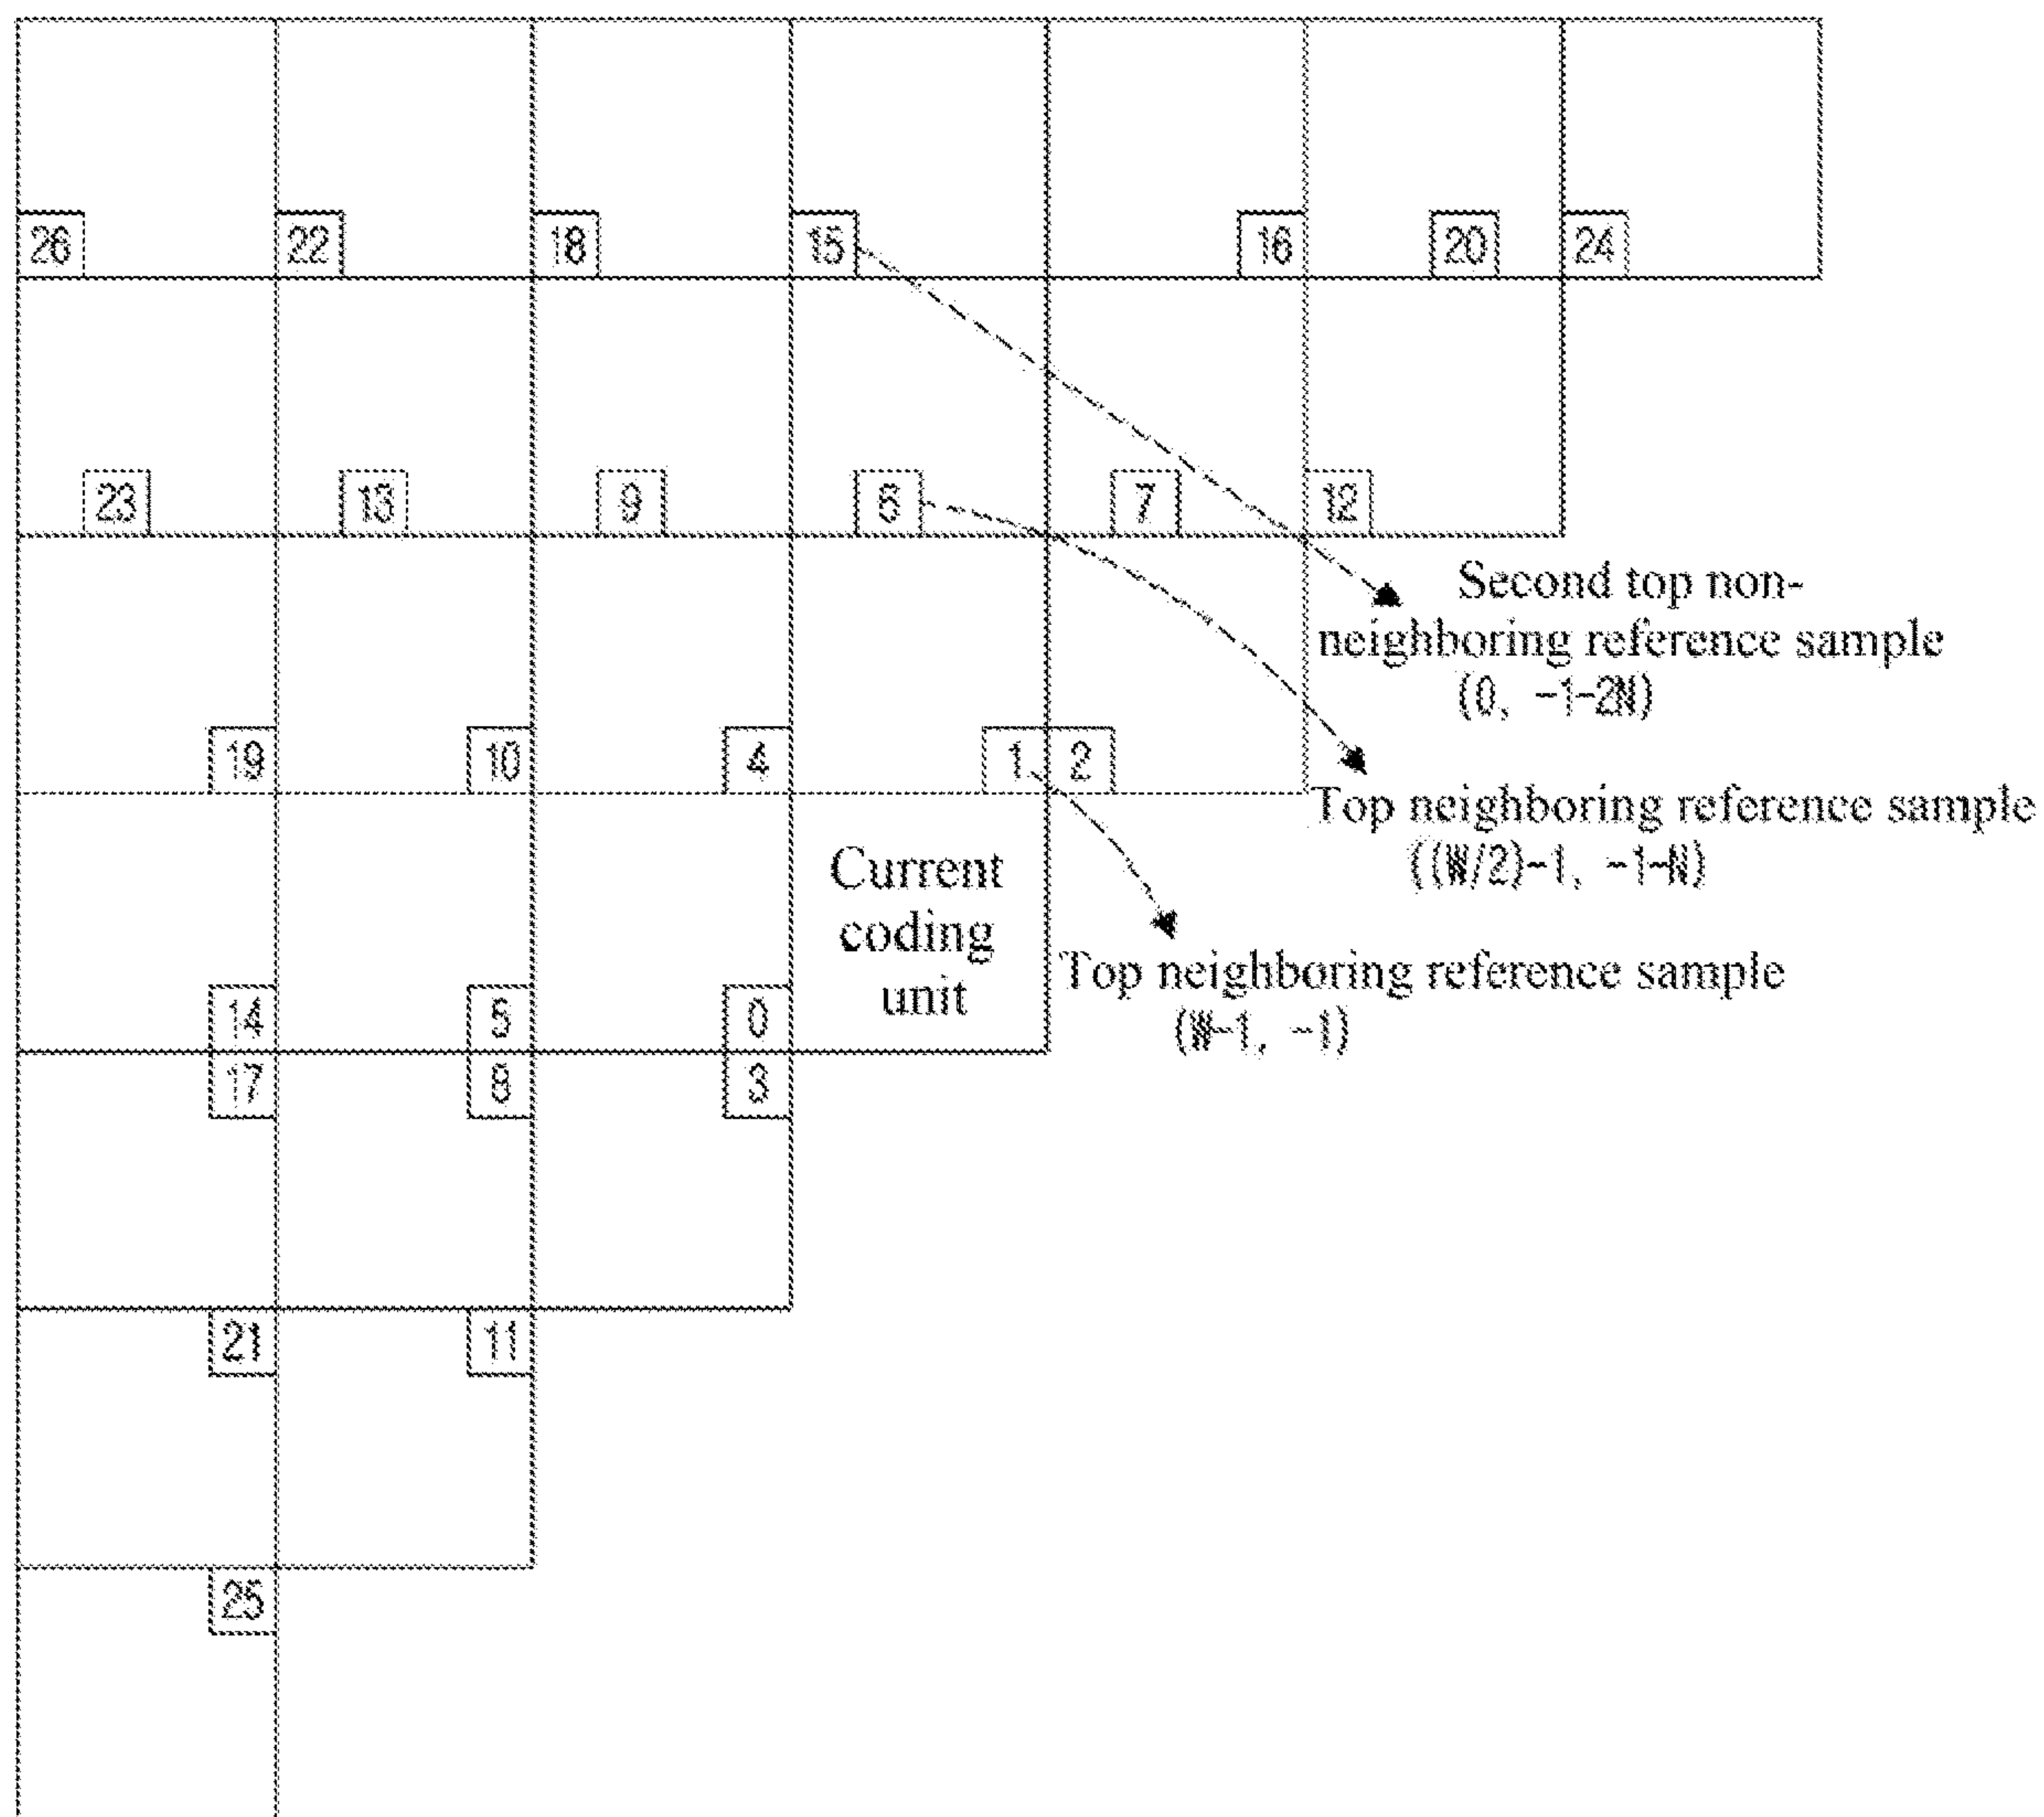 26 22 18 15 16 20 24
23 13 9 6 7 12
Second top non-
neighboring reference sample
(0, -1-2N)
19 10 4 1 2
Top neighboring reference sample
((W/2)-1, -1-N)
Current
coding
unit
Top neighboring reference sample
(W-1, -1)
14 5 0
17 8 3
21 11
25